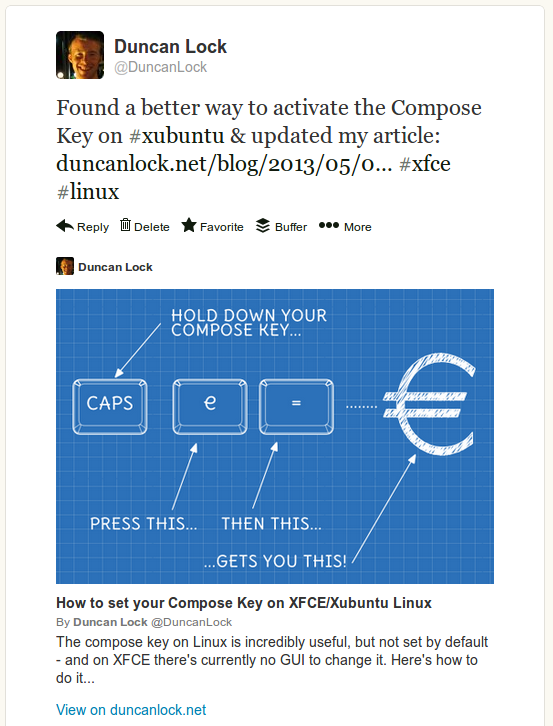 Duncan Lock
@DuncanLock
Found a better way to activate the Compose
Key on #xubuntu & updated my article:
duncanlock.net/blog/2013/05/0... #xfce
#linux
Reply Delete Favorite Buffer More
Duncan Lock
HOLD DOWN YOUR
COMPOSE KEY...
CAPS e = ........ €
PRESS THIS... THEN THIS...
...GETS YOU THIS!
How to set your Compose Key on XFCE/Xubuntu Linux
By Duncan Lock @DuncanLock
The compose key on Linux is incredibly useful, but not set by default
- and on XFCE there's currently no GUI to change it. Here's how to
do it...
View on duncanlock.net